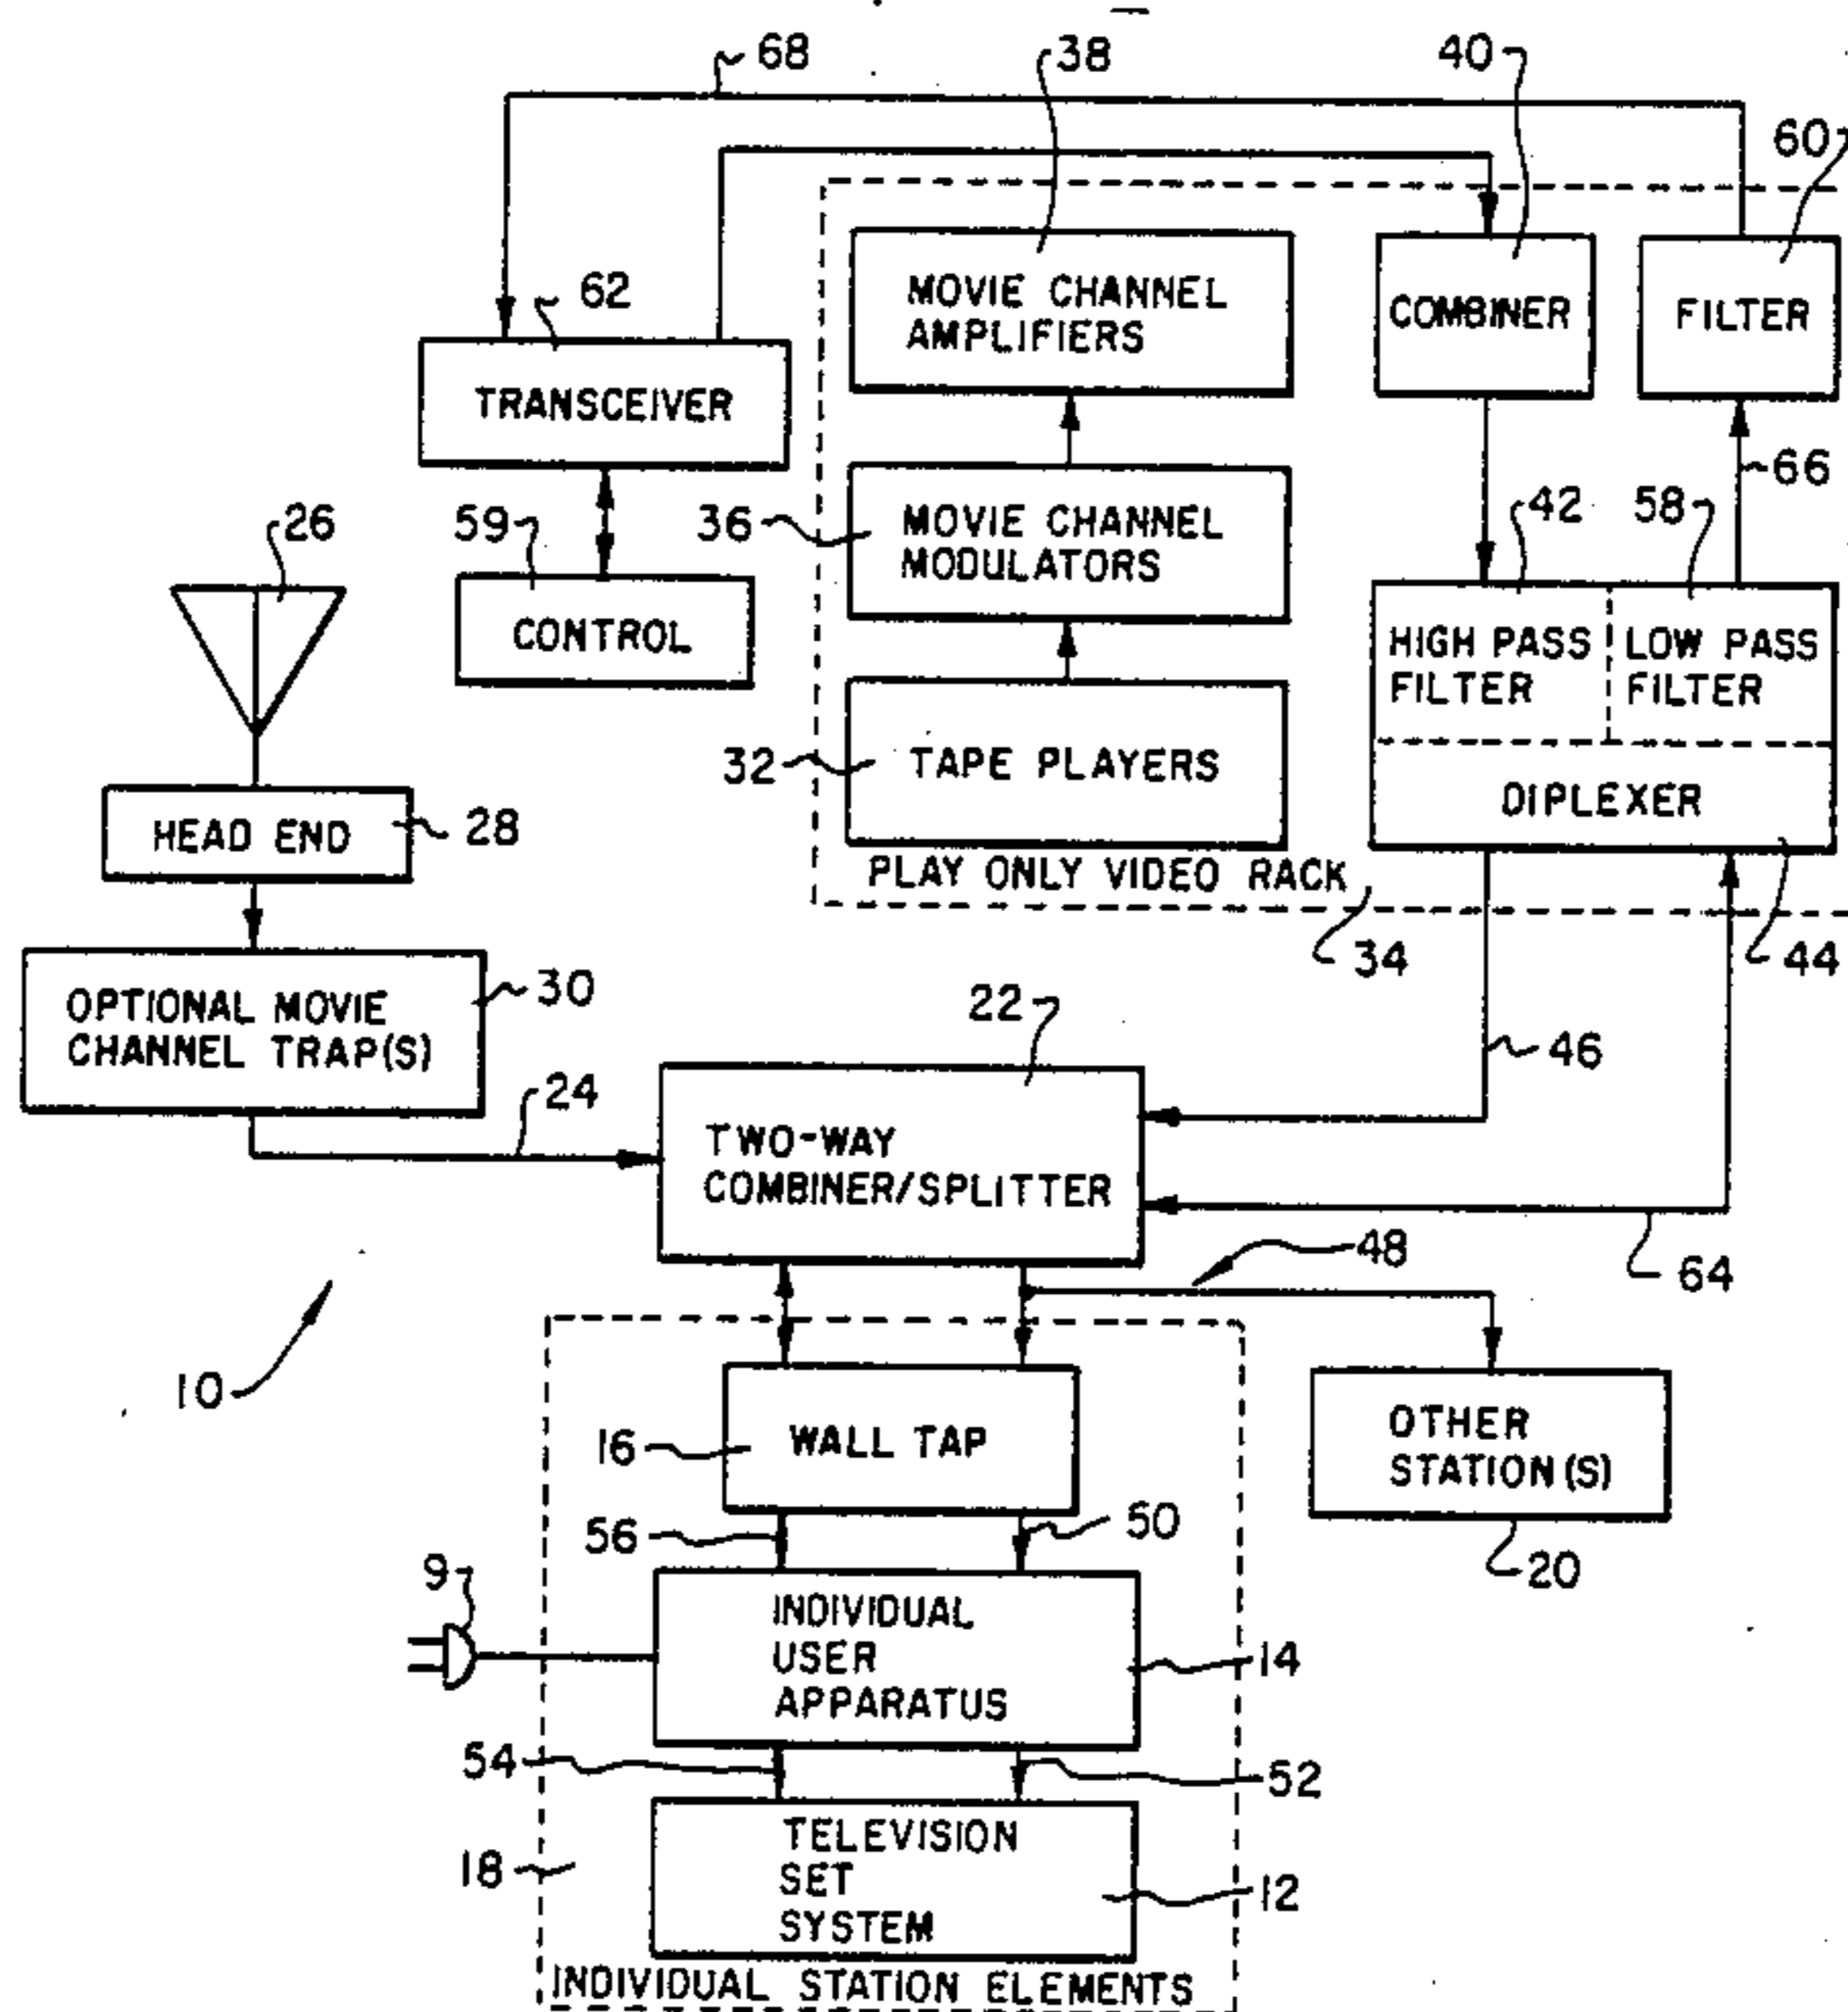 68
38
40
60
62
MOVIE CHANNEL
AMPLIFIERS
COMBINER
FILTER
TRANSCEIVER
66
26
59
36
MOVIE CHANNEL
MODULATORS
42
58
CONTROL
HIGH PASS
FILTER
LOW PASS
FILTER
32
TAPE PLAYERS
DIPLEXER
HEAD END
28
PLAY ONLY VIDEO RACK
34
44
OPTIONAL MOVIE
CHANNEL TRAP(S)
30
22
46
24
TWO-WAY
COMBINER/SPLITTER
48
64
10
16
WALL TAP
OTHER
STATION(S)
56
50
20
9
INDIVIDUAL
USER
APPARATUS
14
54
52
18
TELEVISION
SET
SYSTEM
12
INDIVIDUAL STATION ELEMENTS